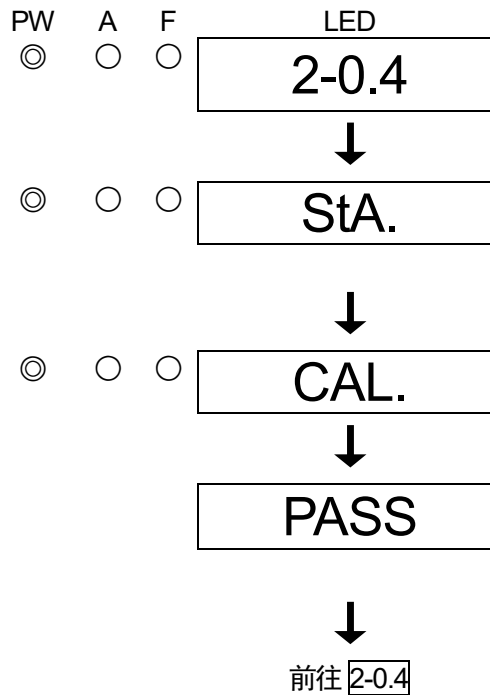 PW A F LED
2-0.4
StA.
CAL.
PASS
前往 2-0.4